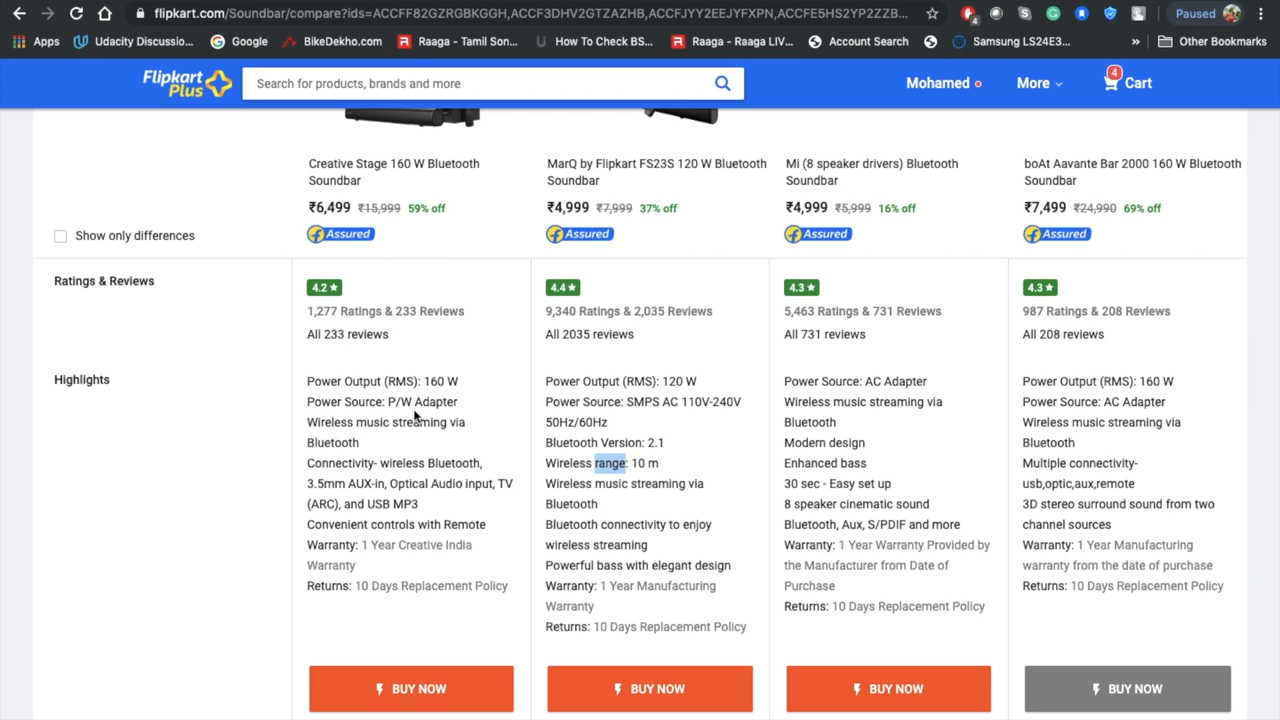 flipkart.com/Soundbar/compare?ids=ACCFF82GZRGBKGGH,ACCF3DHV2GTZAZHB,ACCFJYY2EEJYFXPN,ACCFE5HS2YP2ZZB...
4
Paused
Apps
Udacity Discussio...
Google
BikeDekho.com
Raaga - Tamil Son...
How To Check BS...
Raaga - Raaga LIV...
Account Search
Samsung LS24E3...
»
Other Bookmarks
Flipkart
Plus
Search for products, brands and more
Mohamed
More
4
Cart
Creative Stage 160 W Bluetooth
Soundbar
₹6,499 ₹15,999 59% off
Assured
MarQ by Flipkart FS23S 120 W Bluetooth
Soundbar
₹4,999 ₹7,999 37% off
Assured
Mi (8 speaker drivers) Bluetooth
Soundbar
₹4,999 ₹5,999 16% off
Assured
boAt Aavante Bar 2000 160 W Bluetooth
Soundbar
₹7,499 ₹24,990 69% off
Assured
Show only differences
Ratings & Reviews
4.2★
1,277 Ratings & 233 Reviews
All 233 reviews
4.4★
9,340 Ratings & 2,035 Reviews
All 2035 reviews
4.3★
5,463 Ratings & 731 Reviews
All 731 reviews
4.3★
987 Ratings & 208 Reviews
All 208 reviews
Highlights
Power Output (RMS): 160 W
Power Source: P/W Adapter
Wireless music streaming via
Bluetooth
Connectivity- wireless Bluetooth,
3.5mm AUX-in, Optical Audio input, TV
(ARC), and USB MP3
Convenient controls with Remote
Warranty: 1 Year Creative India
Warranty
Returns: 10 Days Replacement Policy
Power Output (RMS): 120 W
Power Source: SMPS AC 110V-240V
50Hz/60Hz
Bluetooth Version: 2.1
Wireless range: 10 m
Wireless music streaming via
Bluetooth
Bluetooth connectivity to enjoy
wireless streaming
Powerful bass with elegant design
Warranty: 1 Year Manufacturing
Warranty
Returns: 10 Days Replacement Policy
Power Source: AC Adapter
Wireless music streaming via
Bluetooth
Modern design
Enhanced bass
30 sec - Easy set up
8 speaker cinematic sound
Bluetooth, Aux, S/PDIF and more
Warranty: 1 Year Warranty Provided by
the Manufacturer from Date of
Purchase
Returns: 10 Days Replacement Policy
Power Output (RMS): 160 W
Power Source: AC Adapter
Wireless music streaming via
Bluetooth
Multiple connectivity-
usb,optic,aux,remote
3D stereo surround sound from two
channel sources
Warranty: 1 Year Manufacturing
warranty from the date of purchase
Returns: 10 Days Replacement Policy
BUY NOW
BUY NOW
BUY NOW
BUY NOW